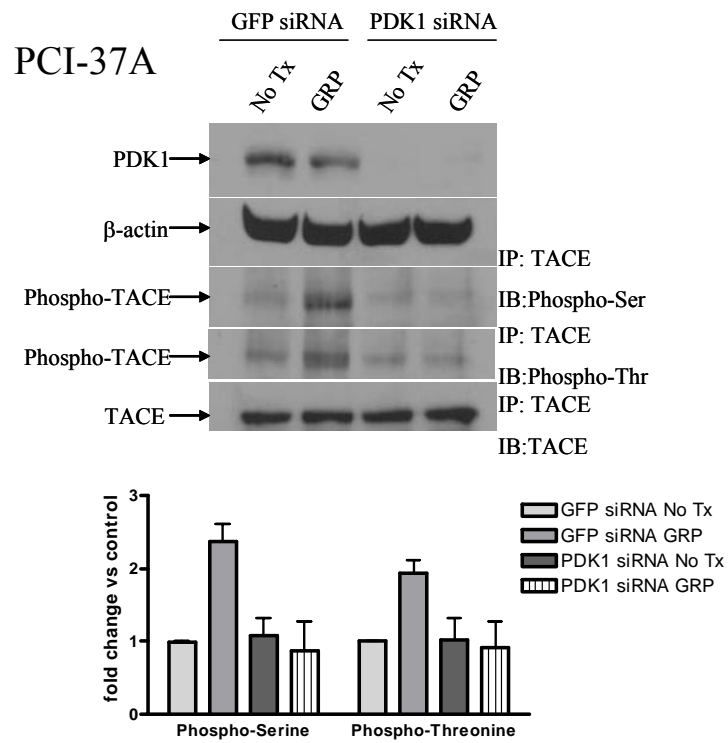 GFP siRNA PDK1 siRNA
PCI-37A
No Tx GRP No Tx GRP
PDK1
β-actin
IP: TACE
Phospho-TACE IB:Phospho-Ser
IP: TACE
Phospho-TACE
IB:Phospho-Thr
TACE IP: TACE
IB:TACE
fold change vs control
3
2
1
0
Phospho-Serine Phospho-Threonine
GFP siRNA No Tx
GFP siRNA GRP
PDK1 siRNA No Tx
PDK1 siRNA GRP